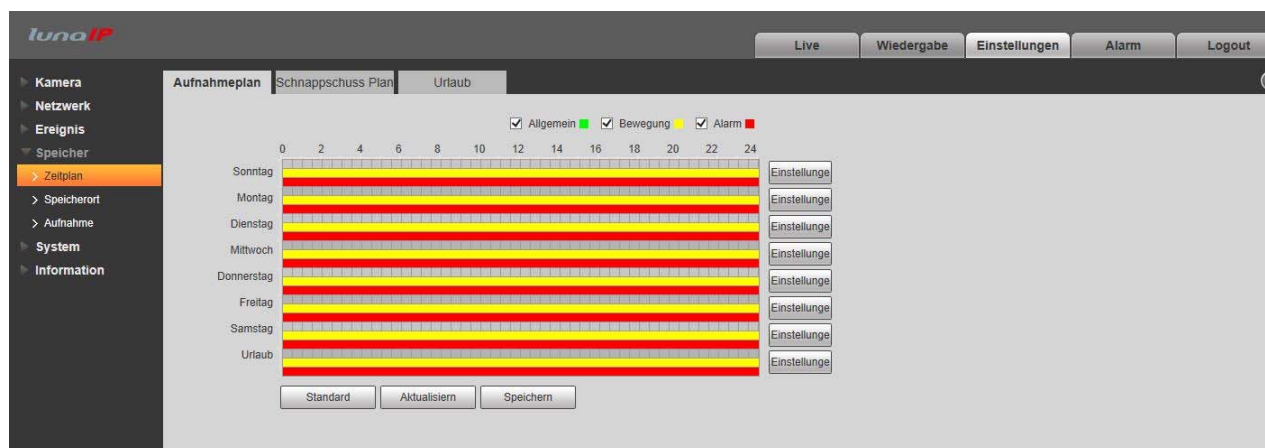 lunaIP
Live Wiedergabe Einstellungen Alarm Logout
Kamera
Netzwerk
Ereignis
Speicher
Zeitplan
Speicherort
Aufnahme
System
Information
Aufnahmeplan Schnappschuss Plan Urlaub
Allgemein Bewegung Alarm
0 2 4 6 8 10 12 14 16 18 20 22 24
Sonntag Einstellunge
Montag Einstellunge
Dienstag Einstellunge
Mittwoch Einstellunge
Donnerstag Einstellunge
Freitag Einstellunge
Samstag Einstellunge
Urlaub Einstellunge
Standard Aktualisiern Speichern